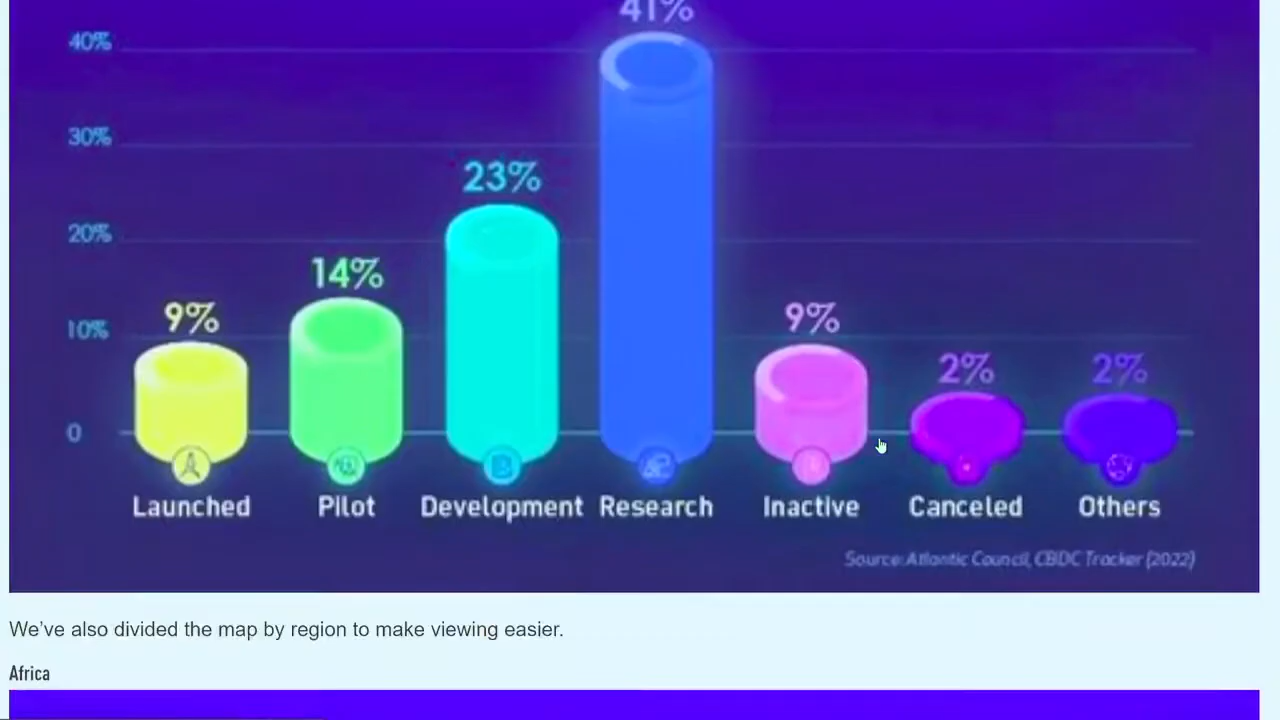 41%
40%
30%
23%
20%
14%
9%
10%
9%
2%
2%
0
Launched
Pilot
Development
Research
Inactive
Canceled
Others
Source: Atlantic Council, CBDC Tracker (2022)
We've also divided the map by region to make viewing easier.
Africa